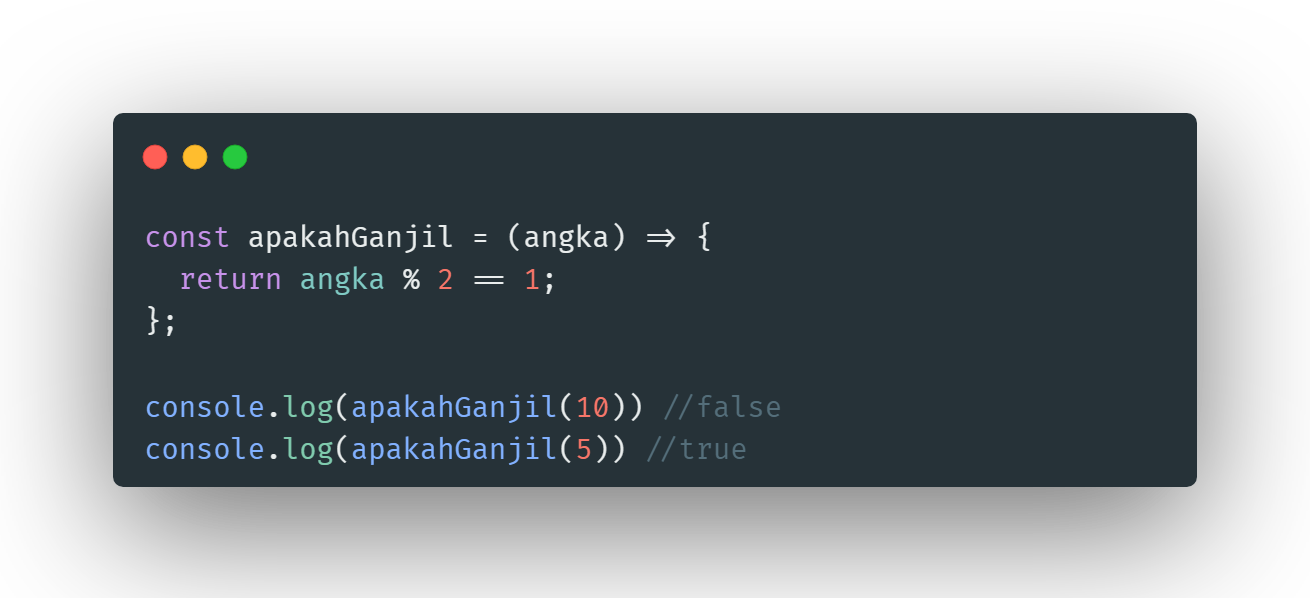 const apakahGanjil = (angka) => {
  return angka % 2 == 1;
};

console.log(apakahGanjil(10)) //false
console.log(apakahGanjil(5)) //true